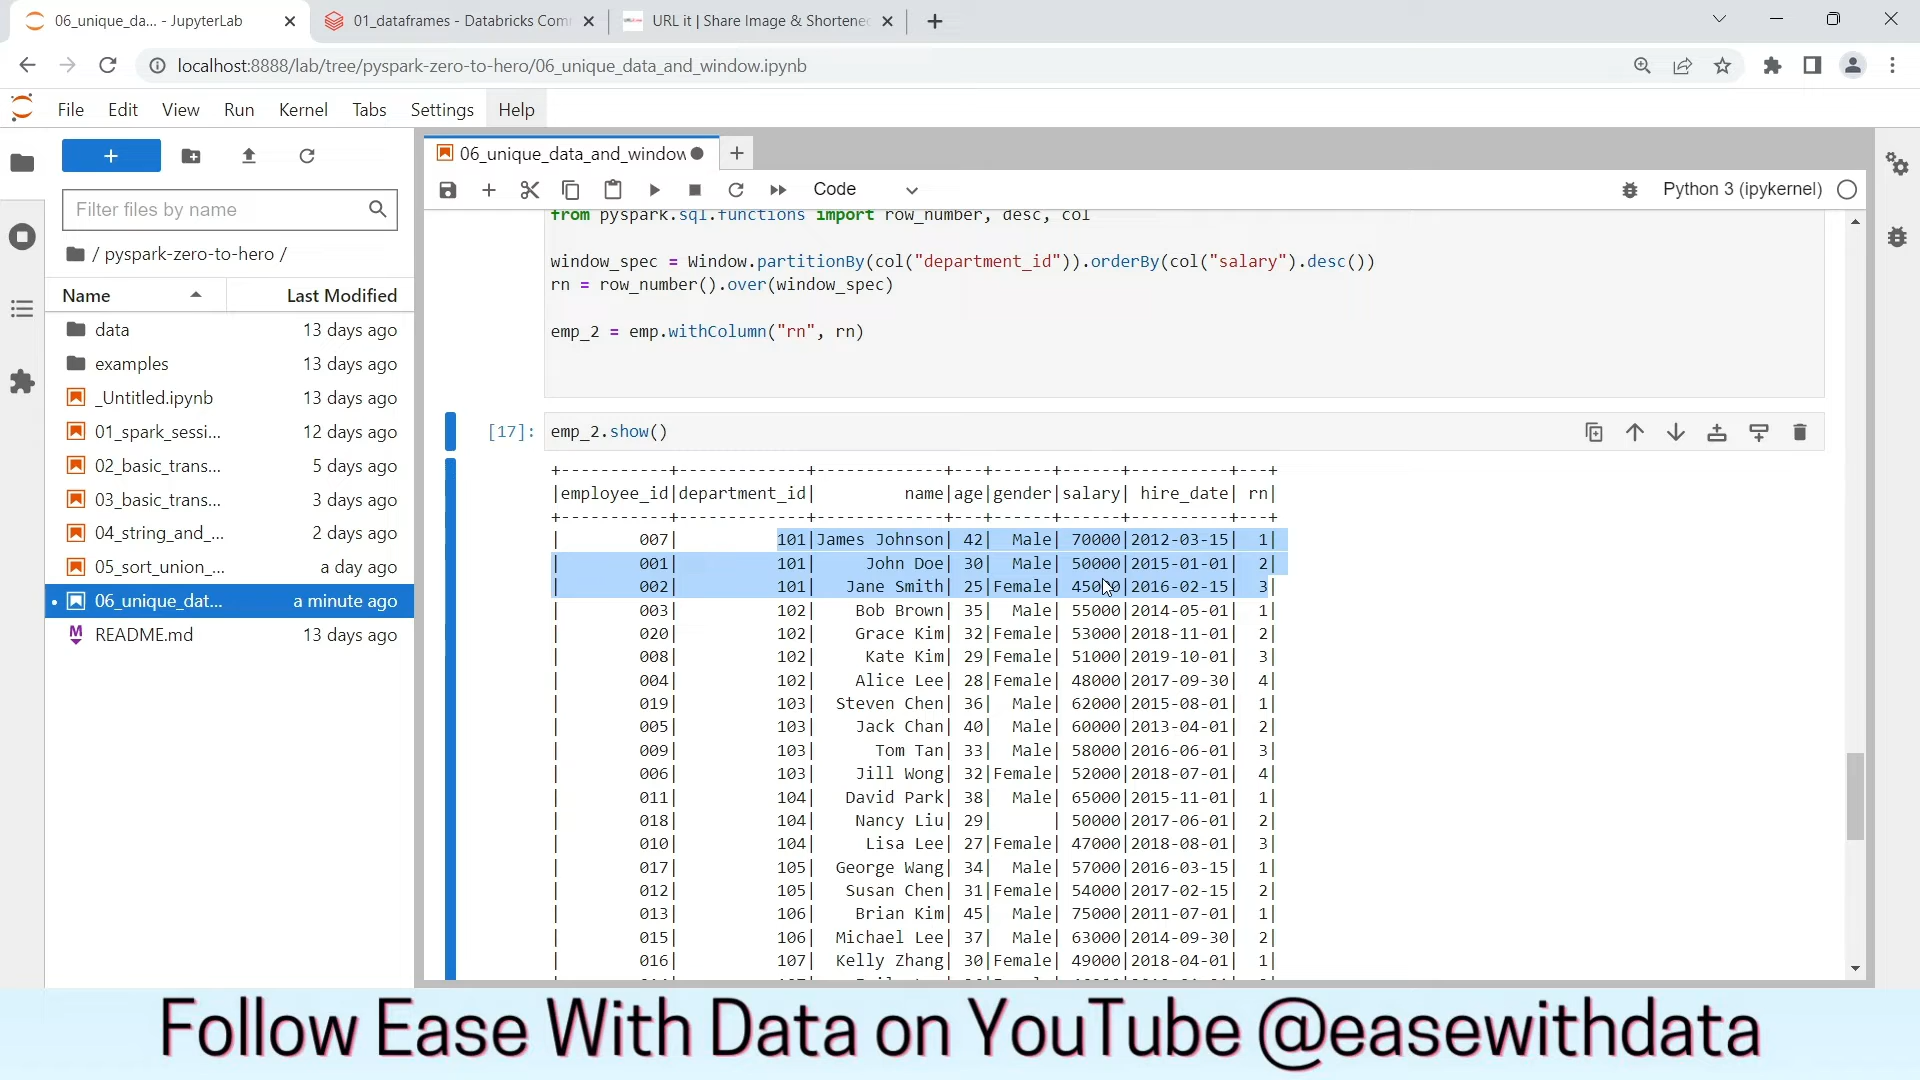 06_unique_da... - JupyterLab
01_dataframes - Databricks Com
URL it | Share Image & Shortene
localhost:8888/lab/tree/pyspark-zero-to-hero/06_unique_data_and_window.ipynb
File Edit View Run Kernel Tabs Settings Help
06_unique_data_and_window
Code
Python 3 (ipykernel)
Filter files by name
/ pyspark-zero-to-hero /
Name Last Modified
data 13 days ago
examples 13 days ago
_Untitled.ipynb 13 days ago
01_spark_sessi... 12 days ago
02_basic_trans... 5 days ago
03_basic_trans... 3 days ago
04_string_and_... 2 days ago
05_sort_union_... a day ago
06_unique_dat... a minute ago
README.md 13 days ago
from pyspark.sql.functions import row_number, desc, col
window_spec = Window.partitionBy(col("department_id")).orderBy(col("salary").desc())
rn = row_number().over(window_spec)
emp_2 = emp.withColumn("rn", rn)
[17]: emp_2.show()
+-----------+-------------+-------------+---+------+------+----------+---+
|employee_id|department_id|         name|age|gender|salary| hire_date| rn|
+-----------+-------------+-------------+---+------+------+----------+---+
|        007|          101|James Johnson| 42|  Male| 70000|2012-03-15|  1|
|        001|          101|     John Doe| 30|  Male| 50000|2015-01-01|  2|
|        002|          101|   Jane Smith| 25|Female| 45000|2016-02-15|  3|
|        003|          102|    Bob Brown| 35|  Male| 55000|2014-05-01|  1|
|        020|          102|    Grace Kim| 32|Female| 53000|2018-11-01|  2|
|        008|          102|     Kate Kim| 29|Female| 51000|2019-10-01|  3|
|        004|          102|    Alice Lee| 28|Female| 48000|2017-09-30|  4|
|        019|          103|  Steven Chen| 36|  Male| 62000|2015-08-01|  1|
|        005|          103|    Jack Chan| 40|  Male| 60000|2013-04-01|  2|
|        009|          103|      Tom Tan| 33|  Male| 58000|2016-06-01|  3|
|        006|          103|    Jill Wong| 32|Female| 52000|2018-07-01|  4|
|        011|          104|   David Park| 38|  Male| 65000|2015-11-01|  1|
|        018|          104|    Nancy Liu| 29|      | 50000|2017-06-01|  2|
|        010|          104|     Lisa Lee| 27|Female| 47000|2018-08-01|  3|
|        017|          105|  George Wang| 34|  Male| 57000|2016-03-15|  1|
|        012|          105|   Susan Chen| 31|Female| 54000|2017-02-15|  2|
|        013|          106|    Brian Kim| 45|  Male| 75000|2011-07-01|  1|
|        015|          106|  Michael Lee| 37|  Male| 63000|2014-09-30|  2|
|        016|          107|  Kelly Zhang| 30|Female| 49000|2018-04-01|  1|
Follow Ease With Data on YouTube @easewithdata